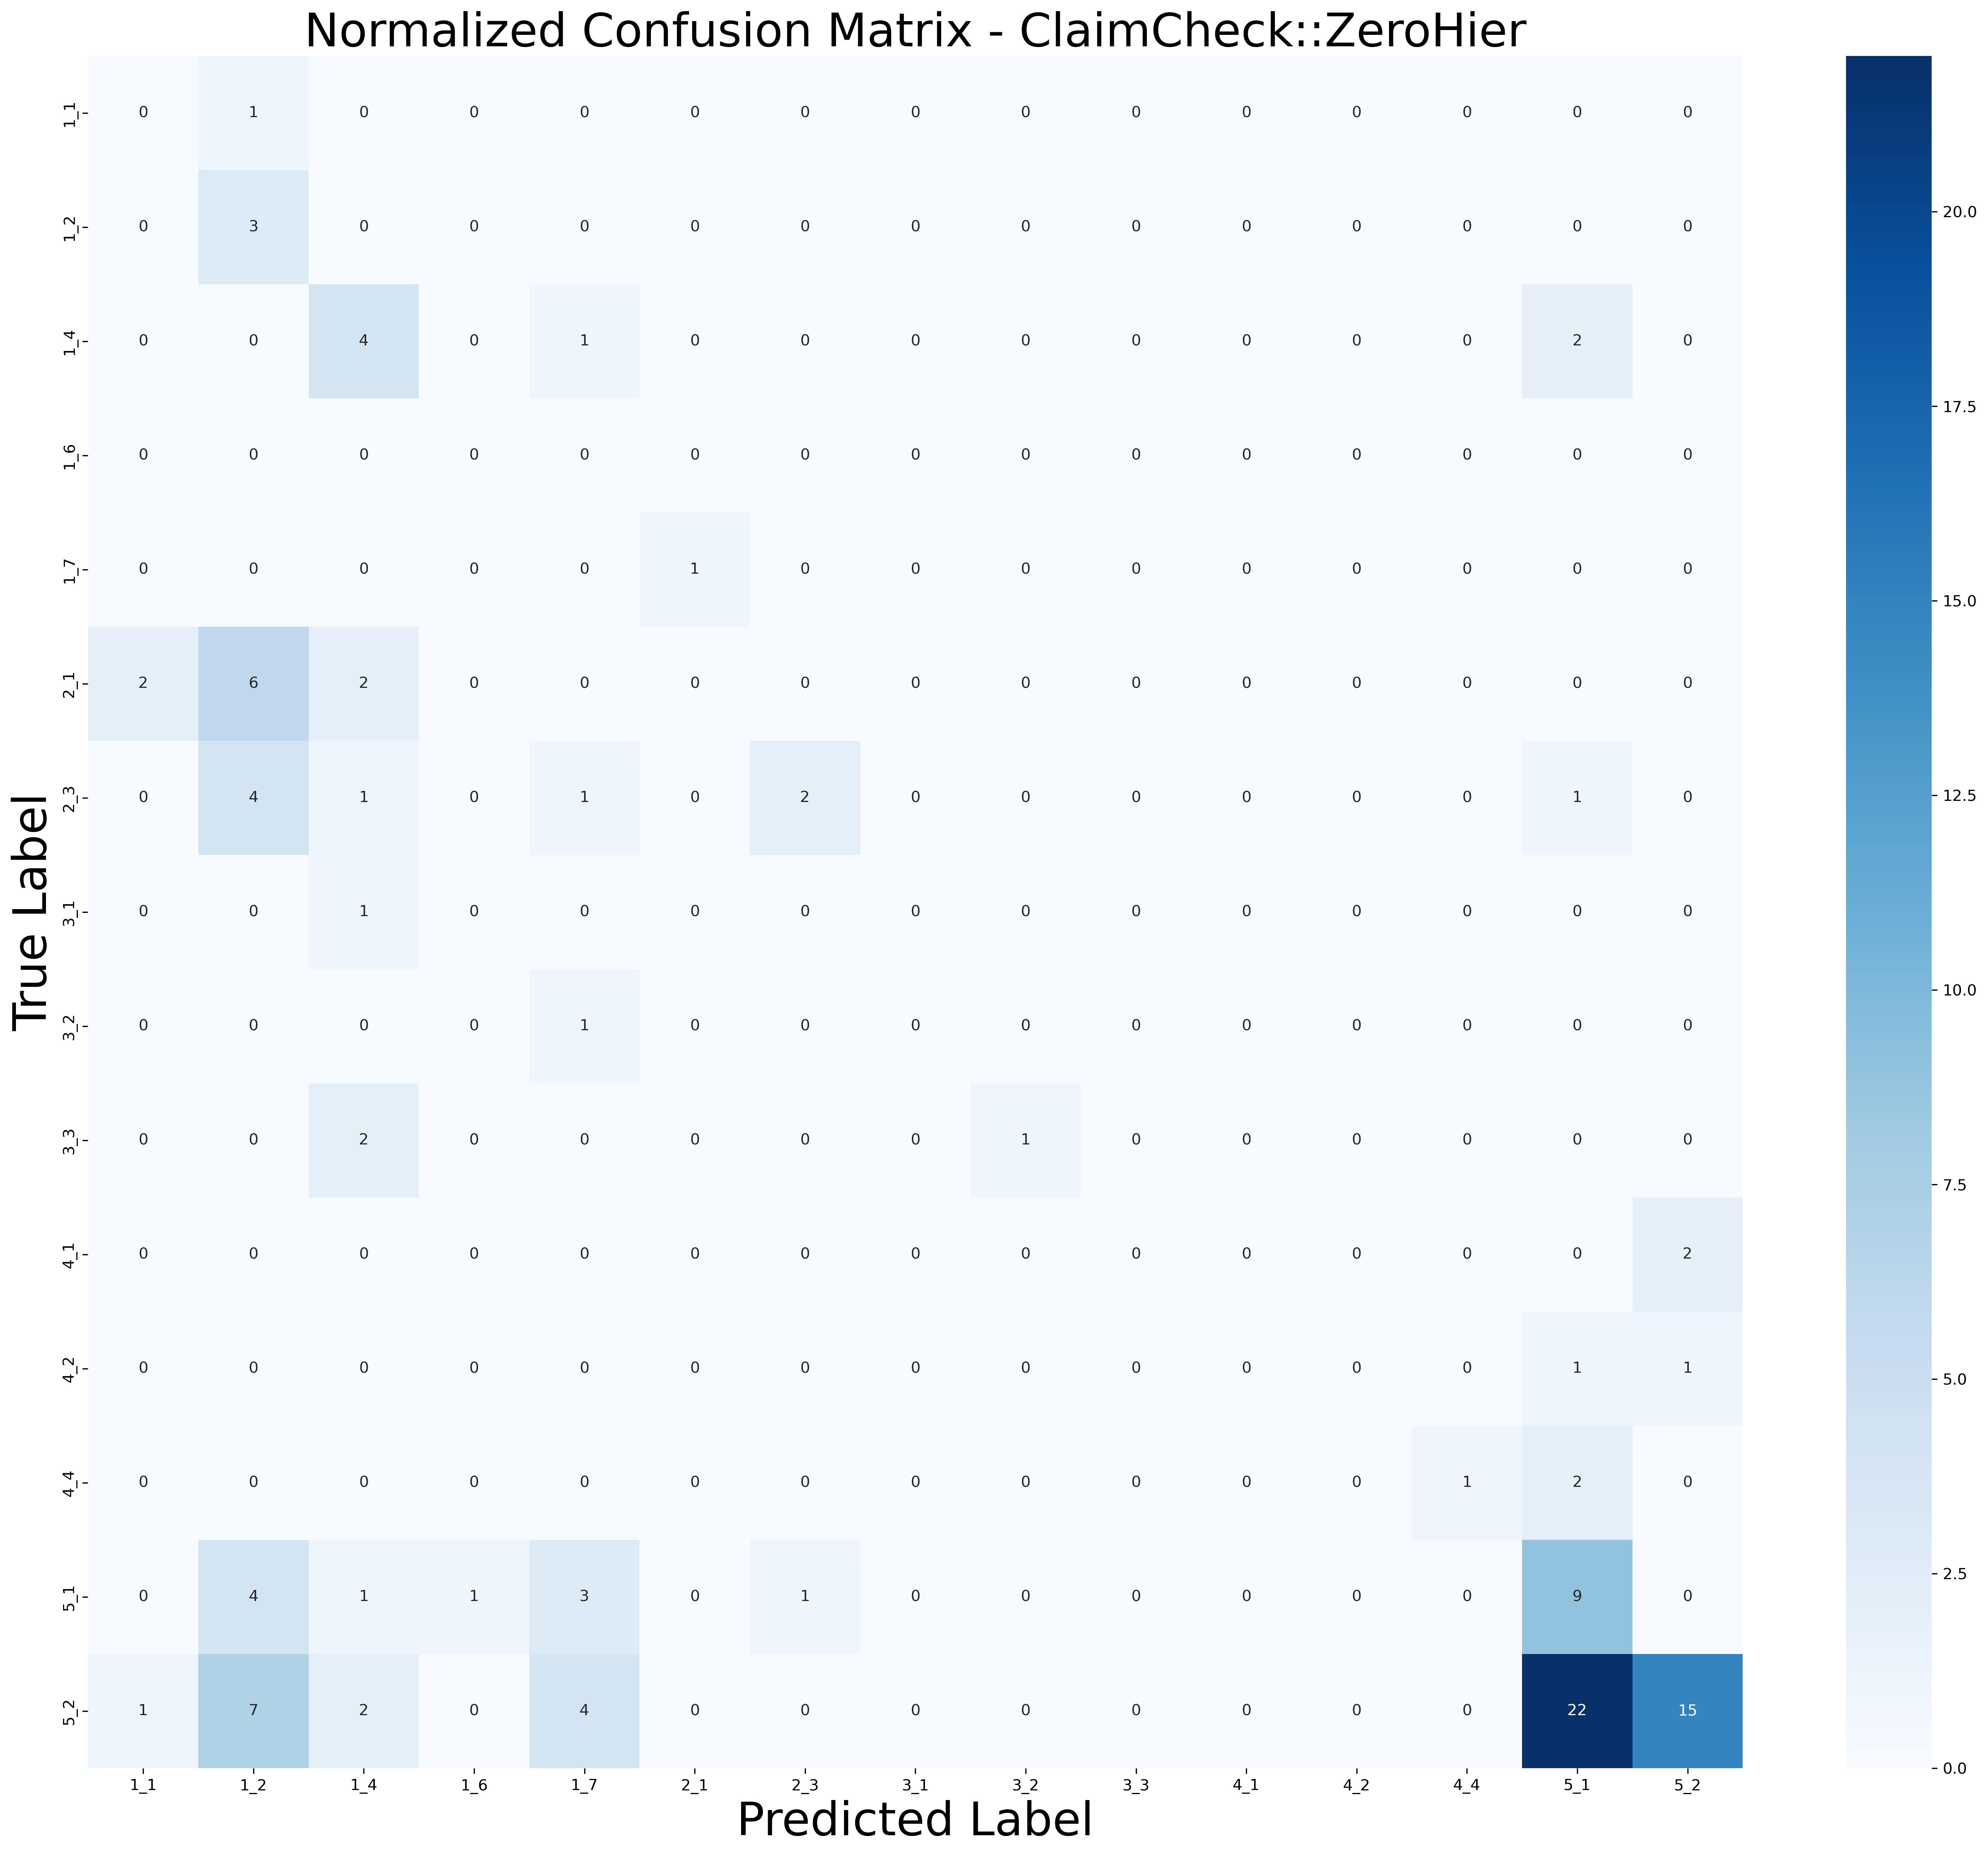 Normalized Confusion Matrix - ClaimCheck::ZeroHier
1_1 0 1 0 0 0 0 0 0 0 0 0 0 0 0 0
1_2 0 3 0 0 0 0 0 0 0 0 0 0 0 0 0
1_4 0 0 4 0 1 0 0 0 0 0 0 0 0 2 0
1_6 0 0 0 0 0 0 0 0 0 0 0 0 0 0 0
1_7 0 0 0 0 0 1 0 0 0 0 0 0 0 0 0
2_1 2 6 2 0 0 0 0 0 0 0 0 0 0 0 0
2_3 0 4 1 0 1 0 2 0 0 0 0 0 0 1 0
3_1 0 0 1 0 0 0 0 0 0 0 0 0 0 0 0
3_2 0 0 0 0 1 0 0 0 0 0 0 0 0 0 0
3_3 0 0 2 0 0 0 0 0 1 0 0 0 0 0 0
4_1 0 0 0 0 0 0 0 0 0 0 0 0 0 0 2
4_2 0 0 0 0 0 0 0 0 0 0 0 0 0 1 1
4_4 0 0 0 0 0 0 0 0 0 0 0 0 1 2 0
5_1 0 4 1 1 3 0 1 0 0 0 0 0 0 9 0
5_2 1 7 2 0 4 0 0 0 0 0 0 0 0 22 15
1_1 1_2 1_4 1_6 1_7 2_1 2_3 3_1 3_2 3_3 4_1 4_2 4_4 5_1 5_2
True Label
Predicted Label
20.0
17.5
15.0
12.5
10.0
7.5
5.0
2.5
0.0